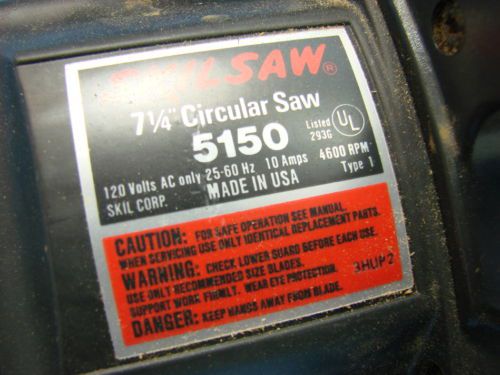 SKILSAW®
7¼" Circular Saw
5150
Listed
293G
UL
120 Volts AC only 25-60 Hz 10 Amps 4600 RPM
SKIL CORP. MADE IN USA Type 1
CAUTION: FOR SAFE OPERATION SEE MANUAL.
WHEN SERVICING USE ONLY IDENTICAL REPLACEMENT PARTS.
WARNING: CHECK LOWER GUARD BEFORE EACH USE.
USE ONLY RECOMMENDED SIZE BLADES.
SUPPORT WORK FIRMLY. WEAR EYE PROTECTION.
DANGER: KEEP HANDS AWAY FROM BLADE.
3HUP2